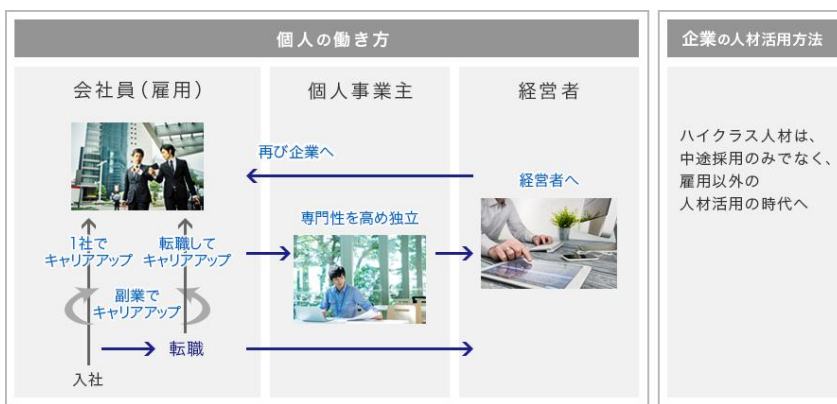 個人の働き方
会社員(雇用)
個人事業主
経営者
再び企業へ
経営者へ
専門性を高め独立
1社で
キャリアアップ
転職して
キャリアアップ
副業で
キャリアアップ
転職
入社
企業の人材活用方法
ハイクラス人材は、
中途採用のみでなく、
雇用以外の
人材活用の時代へ